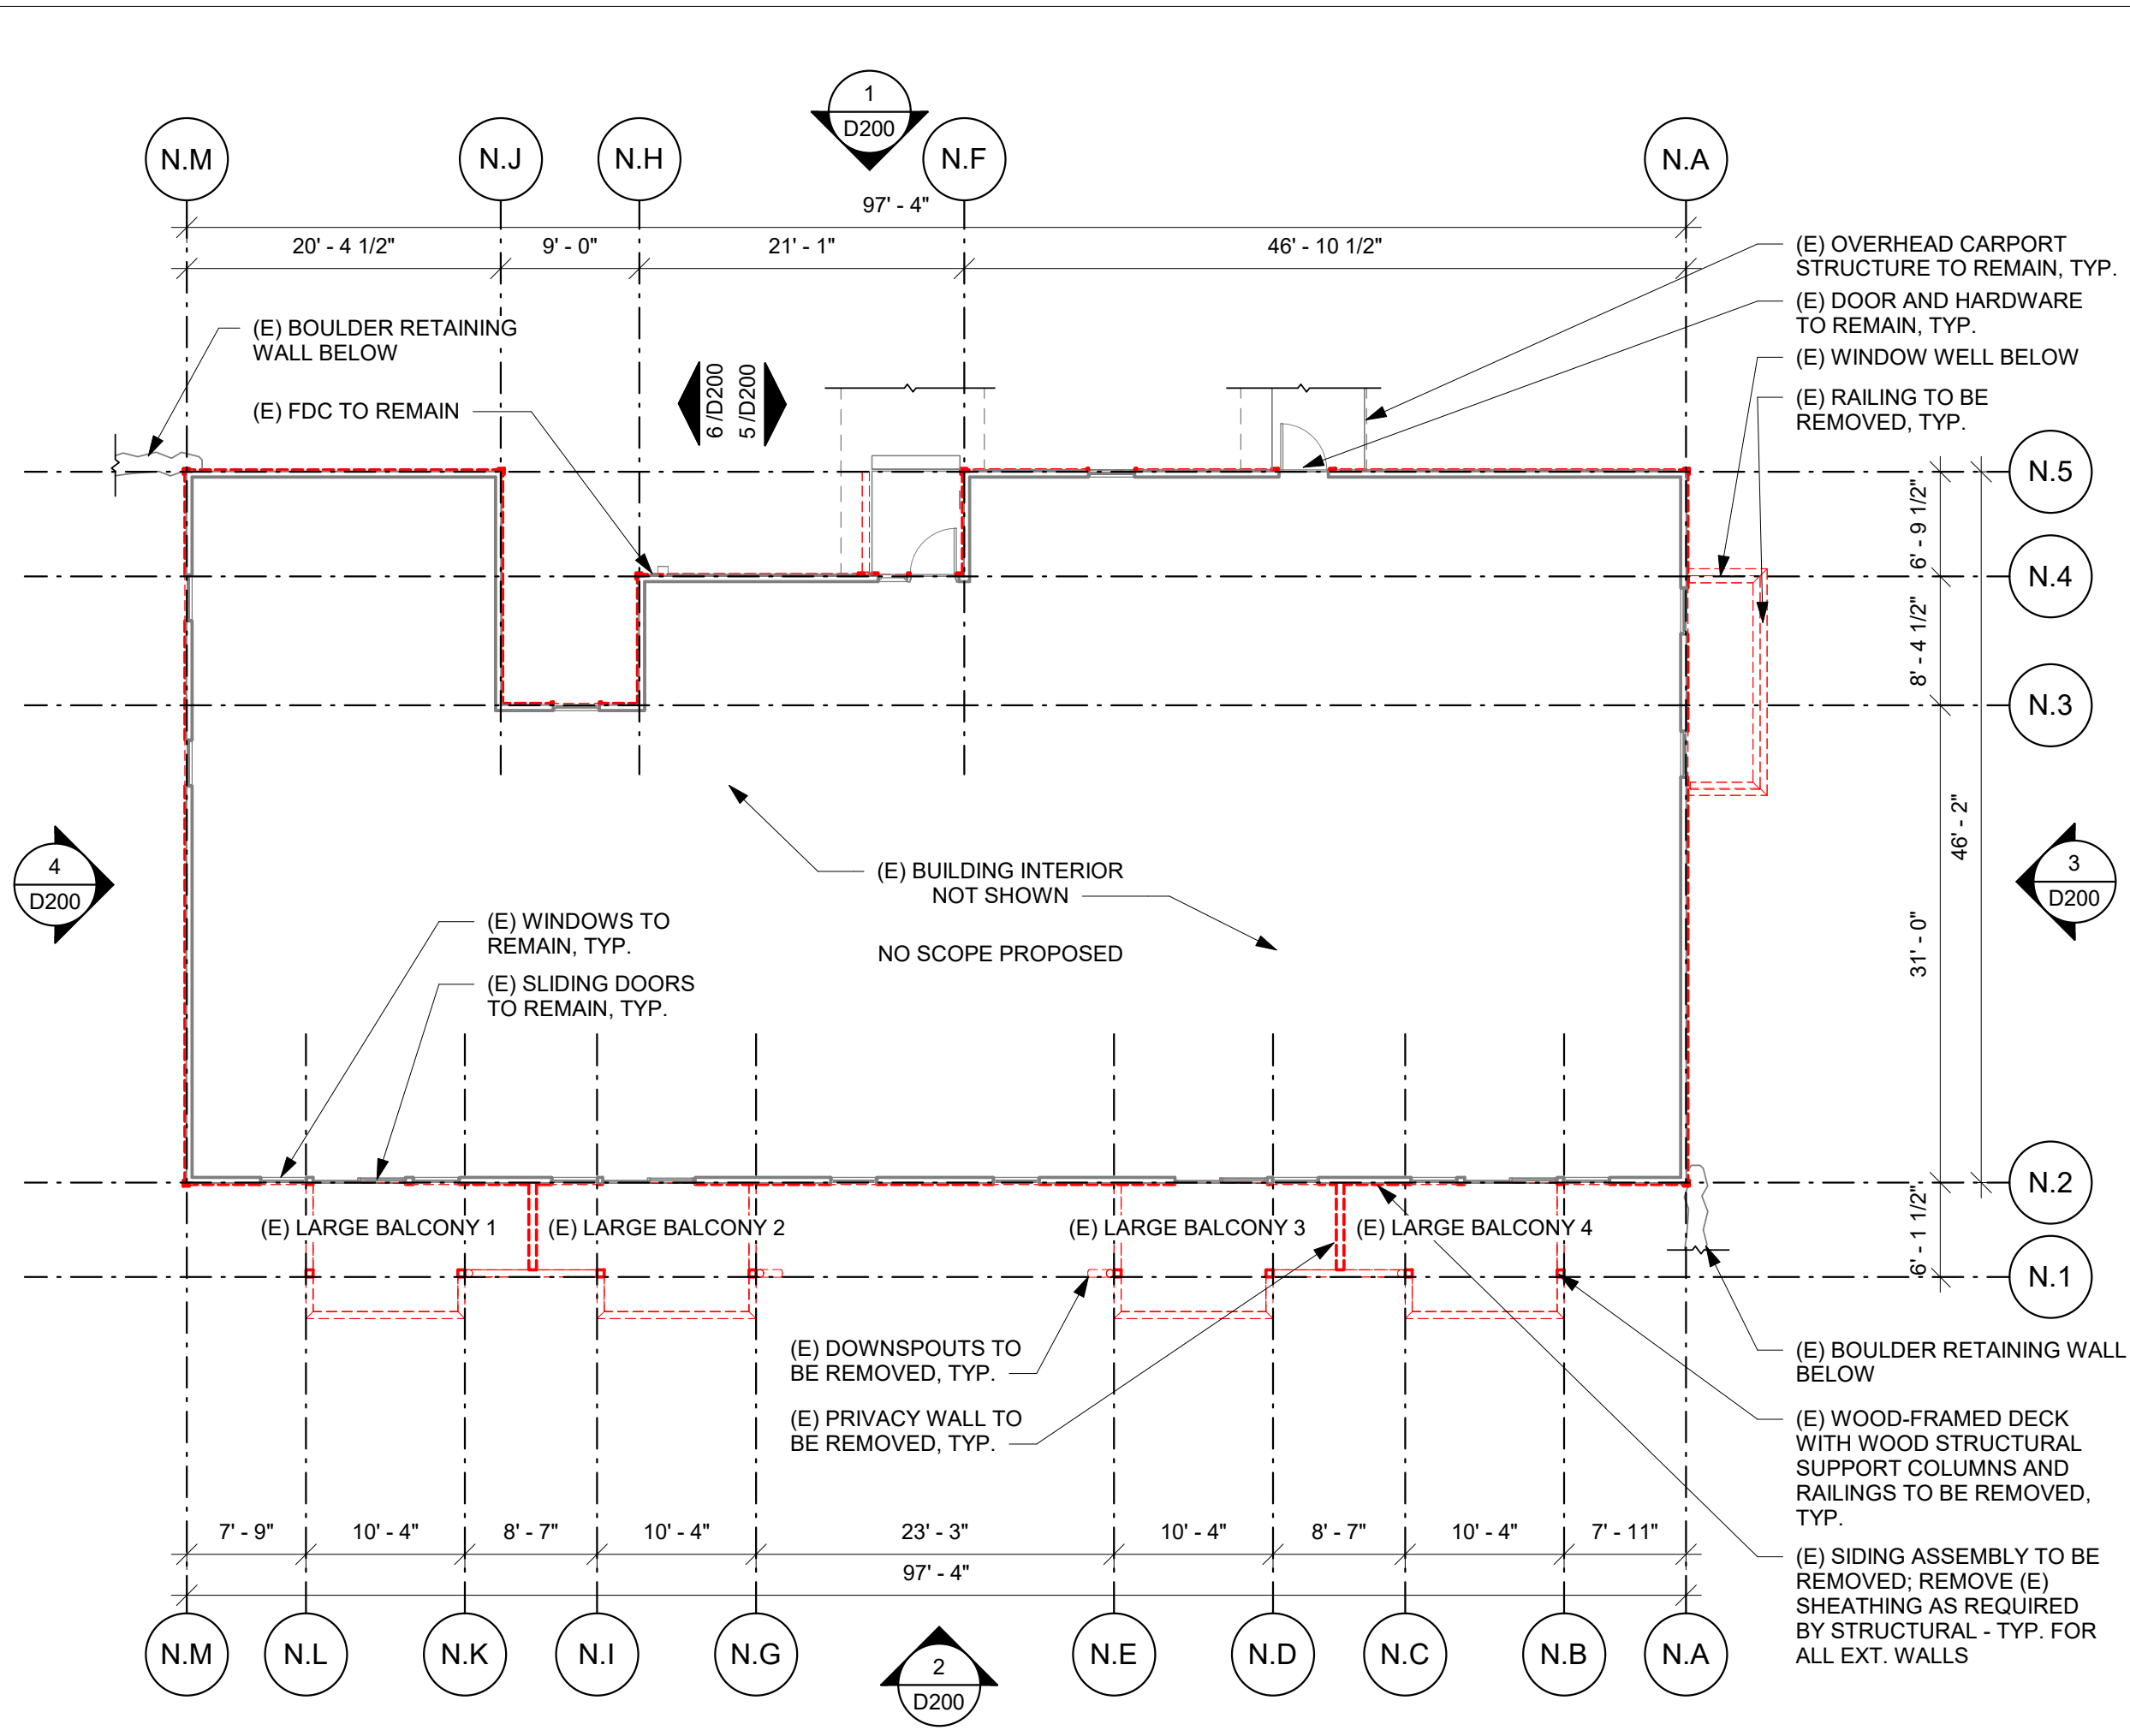 1
D200
N.M
N.J
N.H
N.F
N.A
97' - 4"
20' - 4 1/2"
9' - 0"
21' - 1"
46' - 10 1/2"
(E) OVERHEAD CARPORT
STRUCTURE TO REMAIN, TYP.
(E) DOOR AND HARDWARE
TO REMAIN, TYP.
(E) WINDOW WELL BELOW
(E) RAILING TO BE
REMOVED, TYP.
(E) BOULDER RETAINING
WALL BELOW
(E) FDC TO REMAIN
6 /D200
5 /D200
N.5
6' - 9 1/2"
N.4
8' - 4 1/2"
N.3
46' - 2"
31' - 0"
4
D200
3
D200
(E) BUILDING INTERIOR
NOT SHOWN
NO SCOPE PROPOSED
(E) WINDOWS TO
REMAIN, TYP.
(E) SLIDING DOORS
TO REMAIN, TYP.
N.2
6' - 1 1/2"
N.1
(E) LARGE BALCONY 1
(E) LARGE BALCONY 2
(E) LARGE BALCONY 3
(E) LARGE BALCONY 4
(E) DOWNSPOUTS TO
BE REMOVED, TYP.
(E) PRIVACY WALL TO
BE REMOVED, TYP.
(E) BOULDER RETAINING WALL
BELOW
(E) WOOD-FRAMED DECK
WITH WOOD STRUCTURAL
SUPPORT COLUMNS AND
RAILINGS TO BE REMOVED,
TYP.
(E) SIDING ASSEMBLY TO BE
REMOVED; REMOVE (E)
SHEATHING AS REQUIRED
BY STRUCTURAL - TYP. FOR
ALL EXT. WALLS
7' - 9"
10' - 4"
8' - 7"
10' - 4"
23' - 3"
10' - 4"
8' - 7"
10' - 4"
7' - 11"
97' - 4"
N.M
N.L
N.K
N.I
N.G
N.E
N.D
N.C
N.B
N.A
2
D200